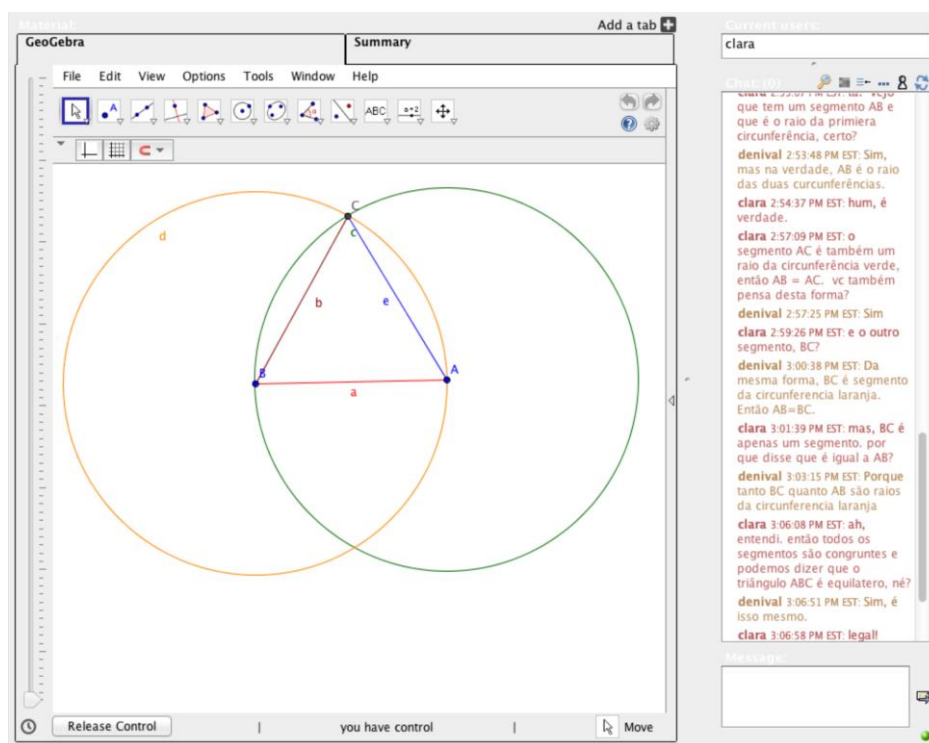 Material:
Add a tab
Current users:
GeoGebra
Summary
clara
File Edit View Options Tools Window Help
ABC
a=2
Chat: (0)
que tem um segmento AB e
que é o raio da primiera
circunferência, certo?
denival 2:53:48 PM EST: Sim,
mas na verdade, AB é o raio
das duas curcunferências.
clara 2:54:37 PM EST: hum, é
verdade.
clara 2:57:09 PM EST: o
segmento AC é também um
raio da circunferência verde,
então AB = AC. vc também
pensa desta forma?
denival 2:57:25 PM EST: Sim
clara 2:59:26 PM EST: e o outro
segmento, BC?
denival 3:00:38 PM EST: Da
mesma forma, BC é segmento
da circunferencia laranja.
Então AB=BC.
clara 3:01:39 PM EST: mas, BC é
apenas um segmento. por
que disse que é igual a AB?
denival 3:03:15 PM EST: Porque
tanto BC quanto AB são raios
da circunferencia laranja
clara 3:06:08 PM EST: ah,
entendi. então todos os
segmentos são congruntes e
podemos dizer que o
triângulo ABC é equilatero, né?
denival 3:06:51 PM EST: Sim, é
isso mesmo.
clara 3:06:58 PM EST: legal!
Message:
C
c
d
b
e
B
A
a
Release Control
you have control
Move